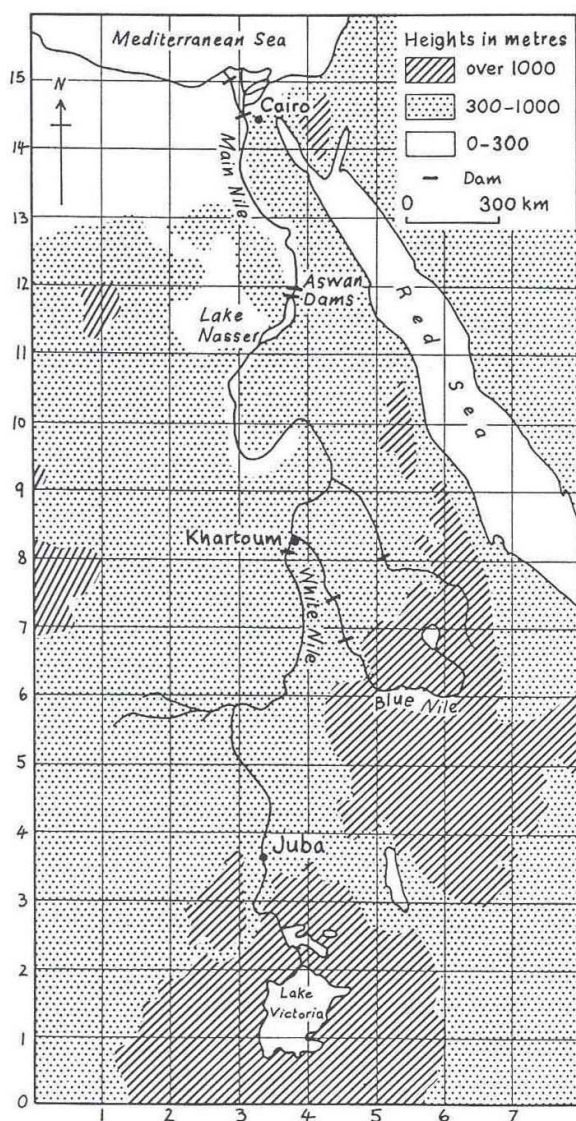 Mediterranean Sea
Heights in metres
over 1000
300-1000
0-300
Dam
0 300 km
N
Cairo
Main Nile
Aswan
Dams
Lake
Nasser
Red Sea
Khartoum
White Nile
Blue Nile
Juba
Lake
Victoria
15
14
13
12
11
10
9
8
7
6
5
4
3
2
1
0
1 2 3 4 5 6 7